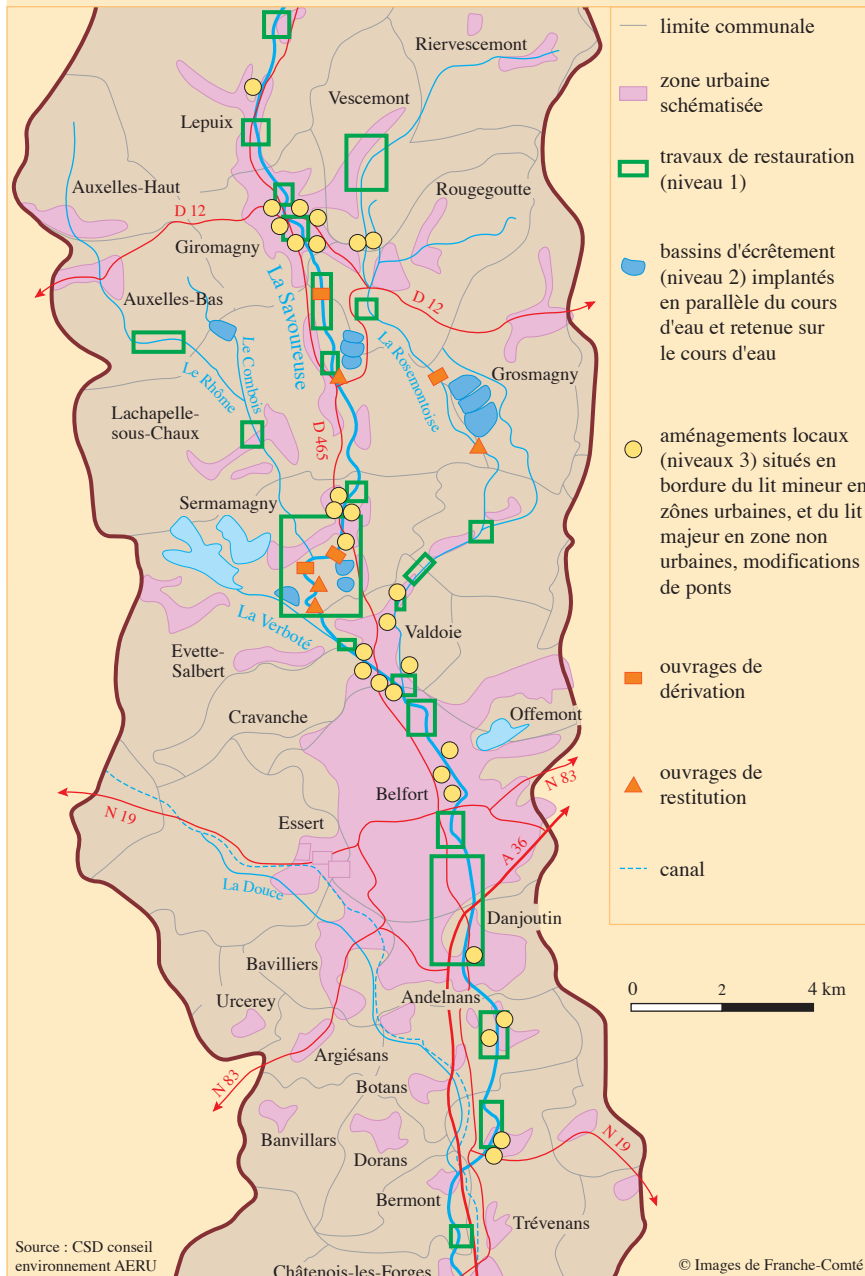 Riervescemont
Vescemont
Lepuix
Auxelles-Haut
Rougegoutte
D 12
Giromagny
La Savoureuse
Auxelles-Bas
D 12
Le Combois
La Rosemontoise
Le Rhôme
Grosmagny
Lachapelle-
sous-Chaux
D 465
Sermamagny
La Verboté
Valdoie
Evette-
Salbert
Cravanche
Offemont
Belfort
N 83
N 19
Essert
A 36
La Douce
Danjoutin
Bavilliers
Urcerey
Andelnans
Argiésans
N 83
Botans
Banvillars
Dorans
N 19
Bermont
Trévenans
Châtenois-les-Forges
Source : CSD conseil
environnement AERU
limite communale
zone urbaine
schématisée
travaux de restauration
(niveau 1)
bassins d'écrêtement
(niveau 2) implantés
en parallèle du cours
d'eau et retenue sur
le cours d'eau
aménagements locaux
(niveaux 3) situés en
bordure du lit mineur en
zônes urbaines, et du lit
majeur en zone non
urbaines, modifications
de ponts
ouvrages de
dérivation
ouvrages de
restitution
canal
0 2 4 km
© Images de Franche-Comté